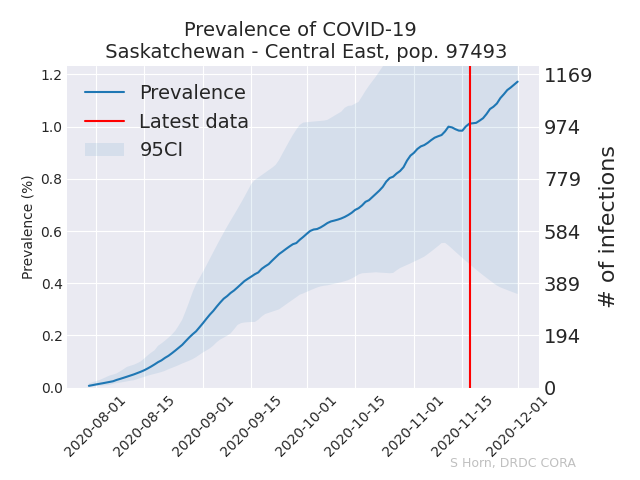 Prevalence of COVID-19
Saskatchewan - Central East, pop. 97493
Prevalence
Latest data
95CI
Prevalence (%)
1.2
1.0
0.8
0.6
0.4
0.2
0.0
1169
974
779
584
389
194
0
# of infections
2020-08-01
2020-08-15
2020-09-01
2020-09-15
2020-10-01
2020-10-15
2020-11-01
2020-11-15
2020-12-01
S Horn, DRDC CORA